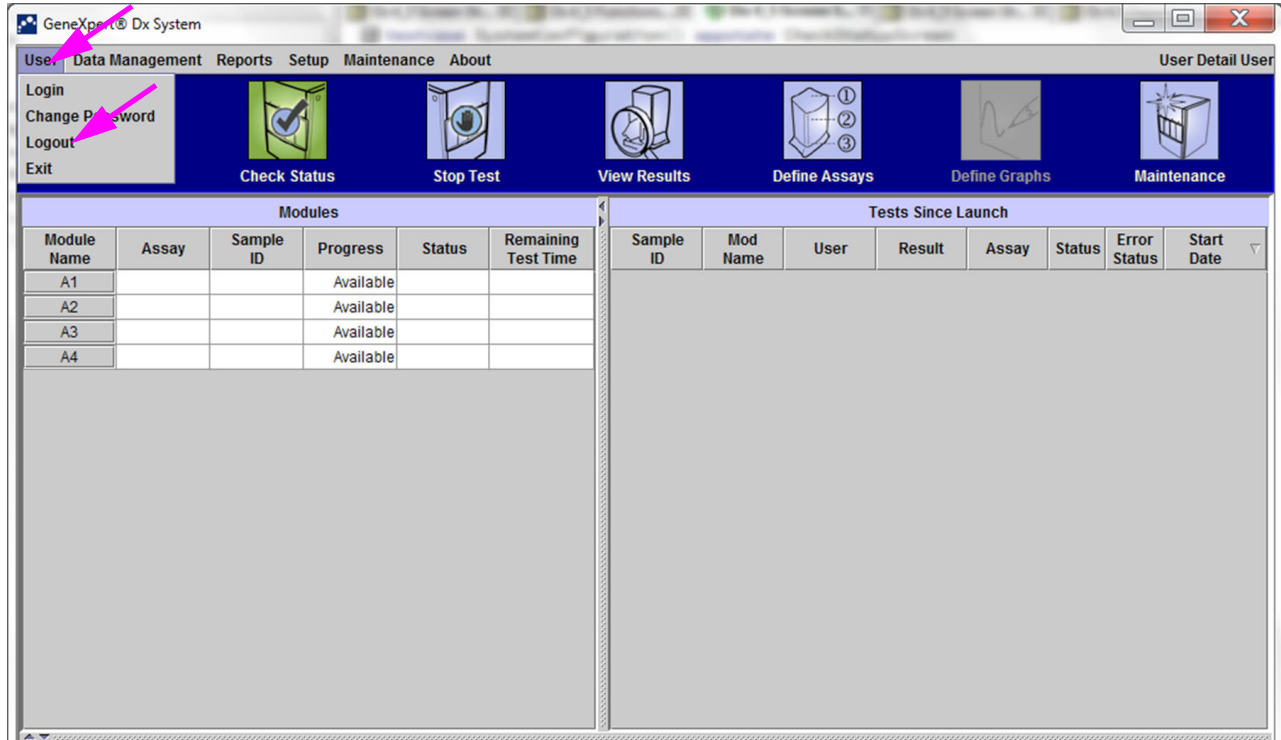 GeneXpert® Dx System
User Data Management Reports Setup Maintenance About User Detail User
Login
Change Password
Logout
Exit
Check Status Stop Test View Results Define Assays Define Graphs Maintenance
① ② ③
Modules
Module Name Assay Sample ID Progress Status Remaining Test Time
A1 Available
A2 Available
A3 Available
A4 Available
Tests Since Launch
Sample ID Mod Name User Result Assay Status Error Status Start Date